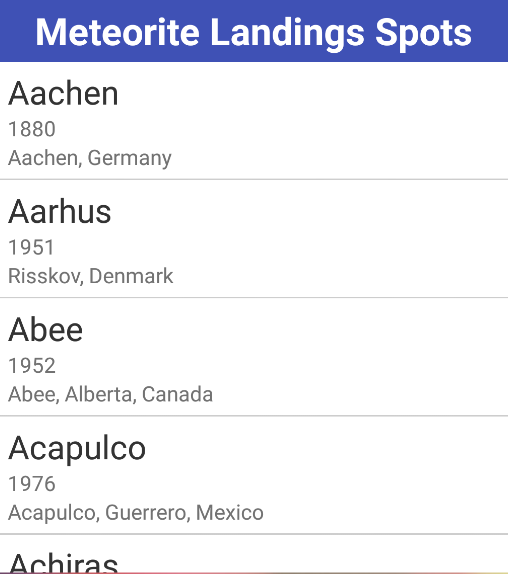 Meteorite Landings Spots
Aachen
1880
Aachen, Germany
Aarhus
1951
Risskov, Denmark
Abee
1952
Abee, Alberta, Canada
Acapulco
1976
Acapulco, Guerrero, Mexico
Achiras